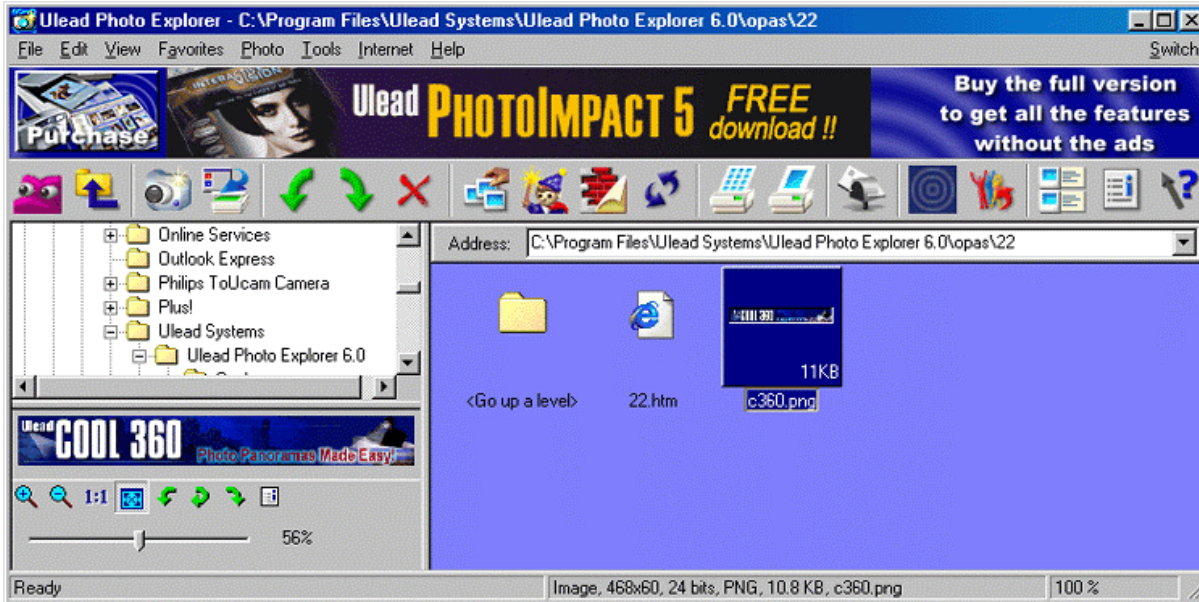 Ulead Photo Explorer - C:\Program Files\Ulead Systems\Ulead Photo Explorer 6.0\opas\22
File Edit View Favorites Photo Tools Internet Help Switch
Purchase
INTERACTIVE VISION
Ulead PHOTOIMPACT 5 FREE download !!
Buy the full version
to get all the features
without the ads
Online Services
Outlook Express
Philips ToUcam Camera
Plus!
Ulead Systems
Ulead Photo Explorer 6.0
Address: C:\Program Files\Ulead Systems\Ulead Photo Explorer 6.0\opas\22
COOL 360
11KB
<Go up a level> 22.htm c360.png
Ulead COOL 360 Photo Panoramas Made Easy!
1:1
56%
Ready Image, 468x60, 24 bits, PNG, 10.8 KB, c360.png 100 %